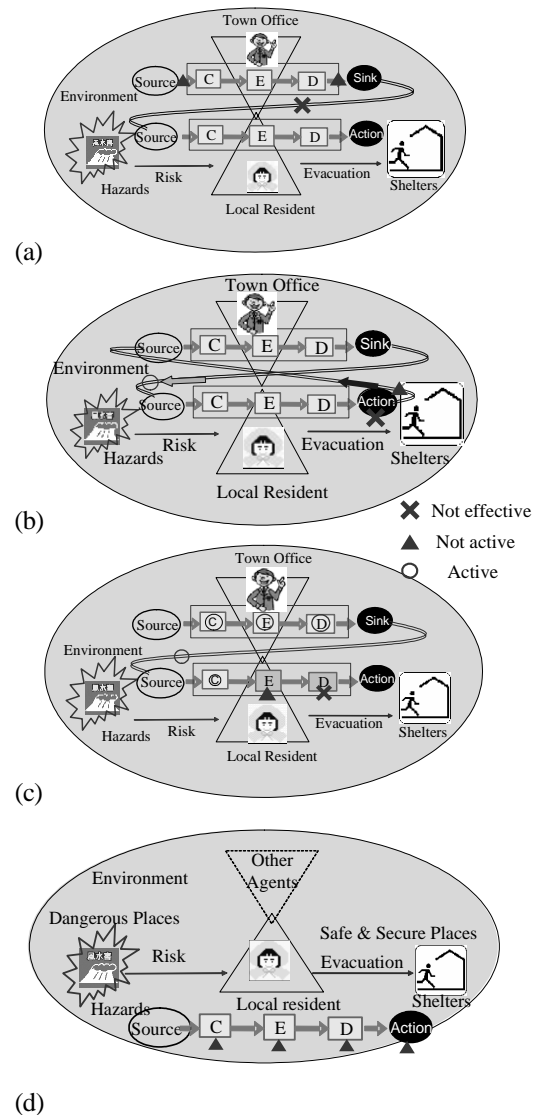 Town Office
Source C E D Sink
Environment
Source C E D Action
Hazards Risk Evacuation Shelters
Local Resident
(a)
Town Office
Source C E D Sink
Environment
Source C E D Action
Hazards Risk Evacuation Shelters
Local Resident
(b)
Not effective
Not active
Active
Town Office
Source C E D Sink
Environment
Source C E D Action
Hazards Risk Evacuation Shelters
Local Resident
(c)
Other
Agents
Environment
Dangerous Places
Safe & Secure Places
Risk Evacuation
Hazards Local resident Shelters
Source C E D Action
(d)